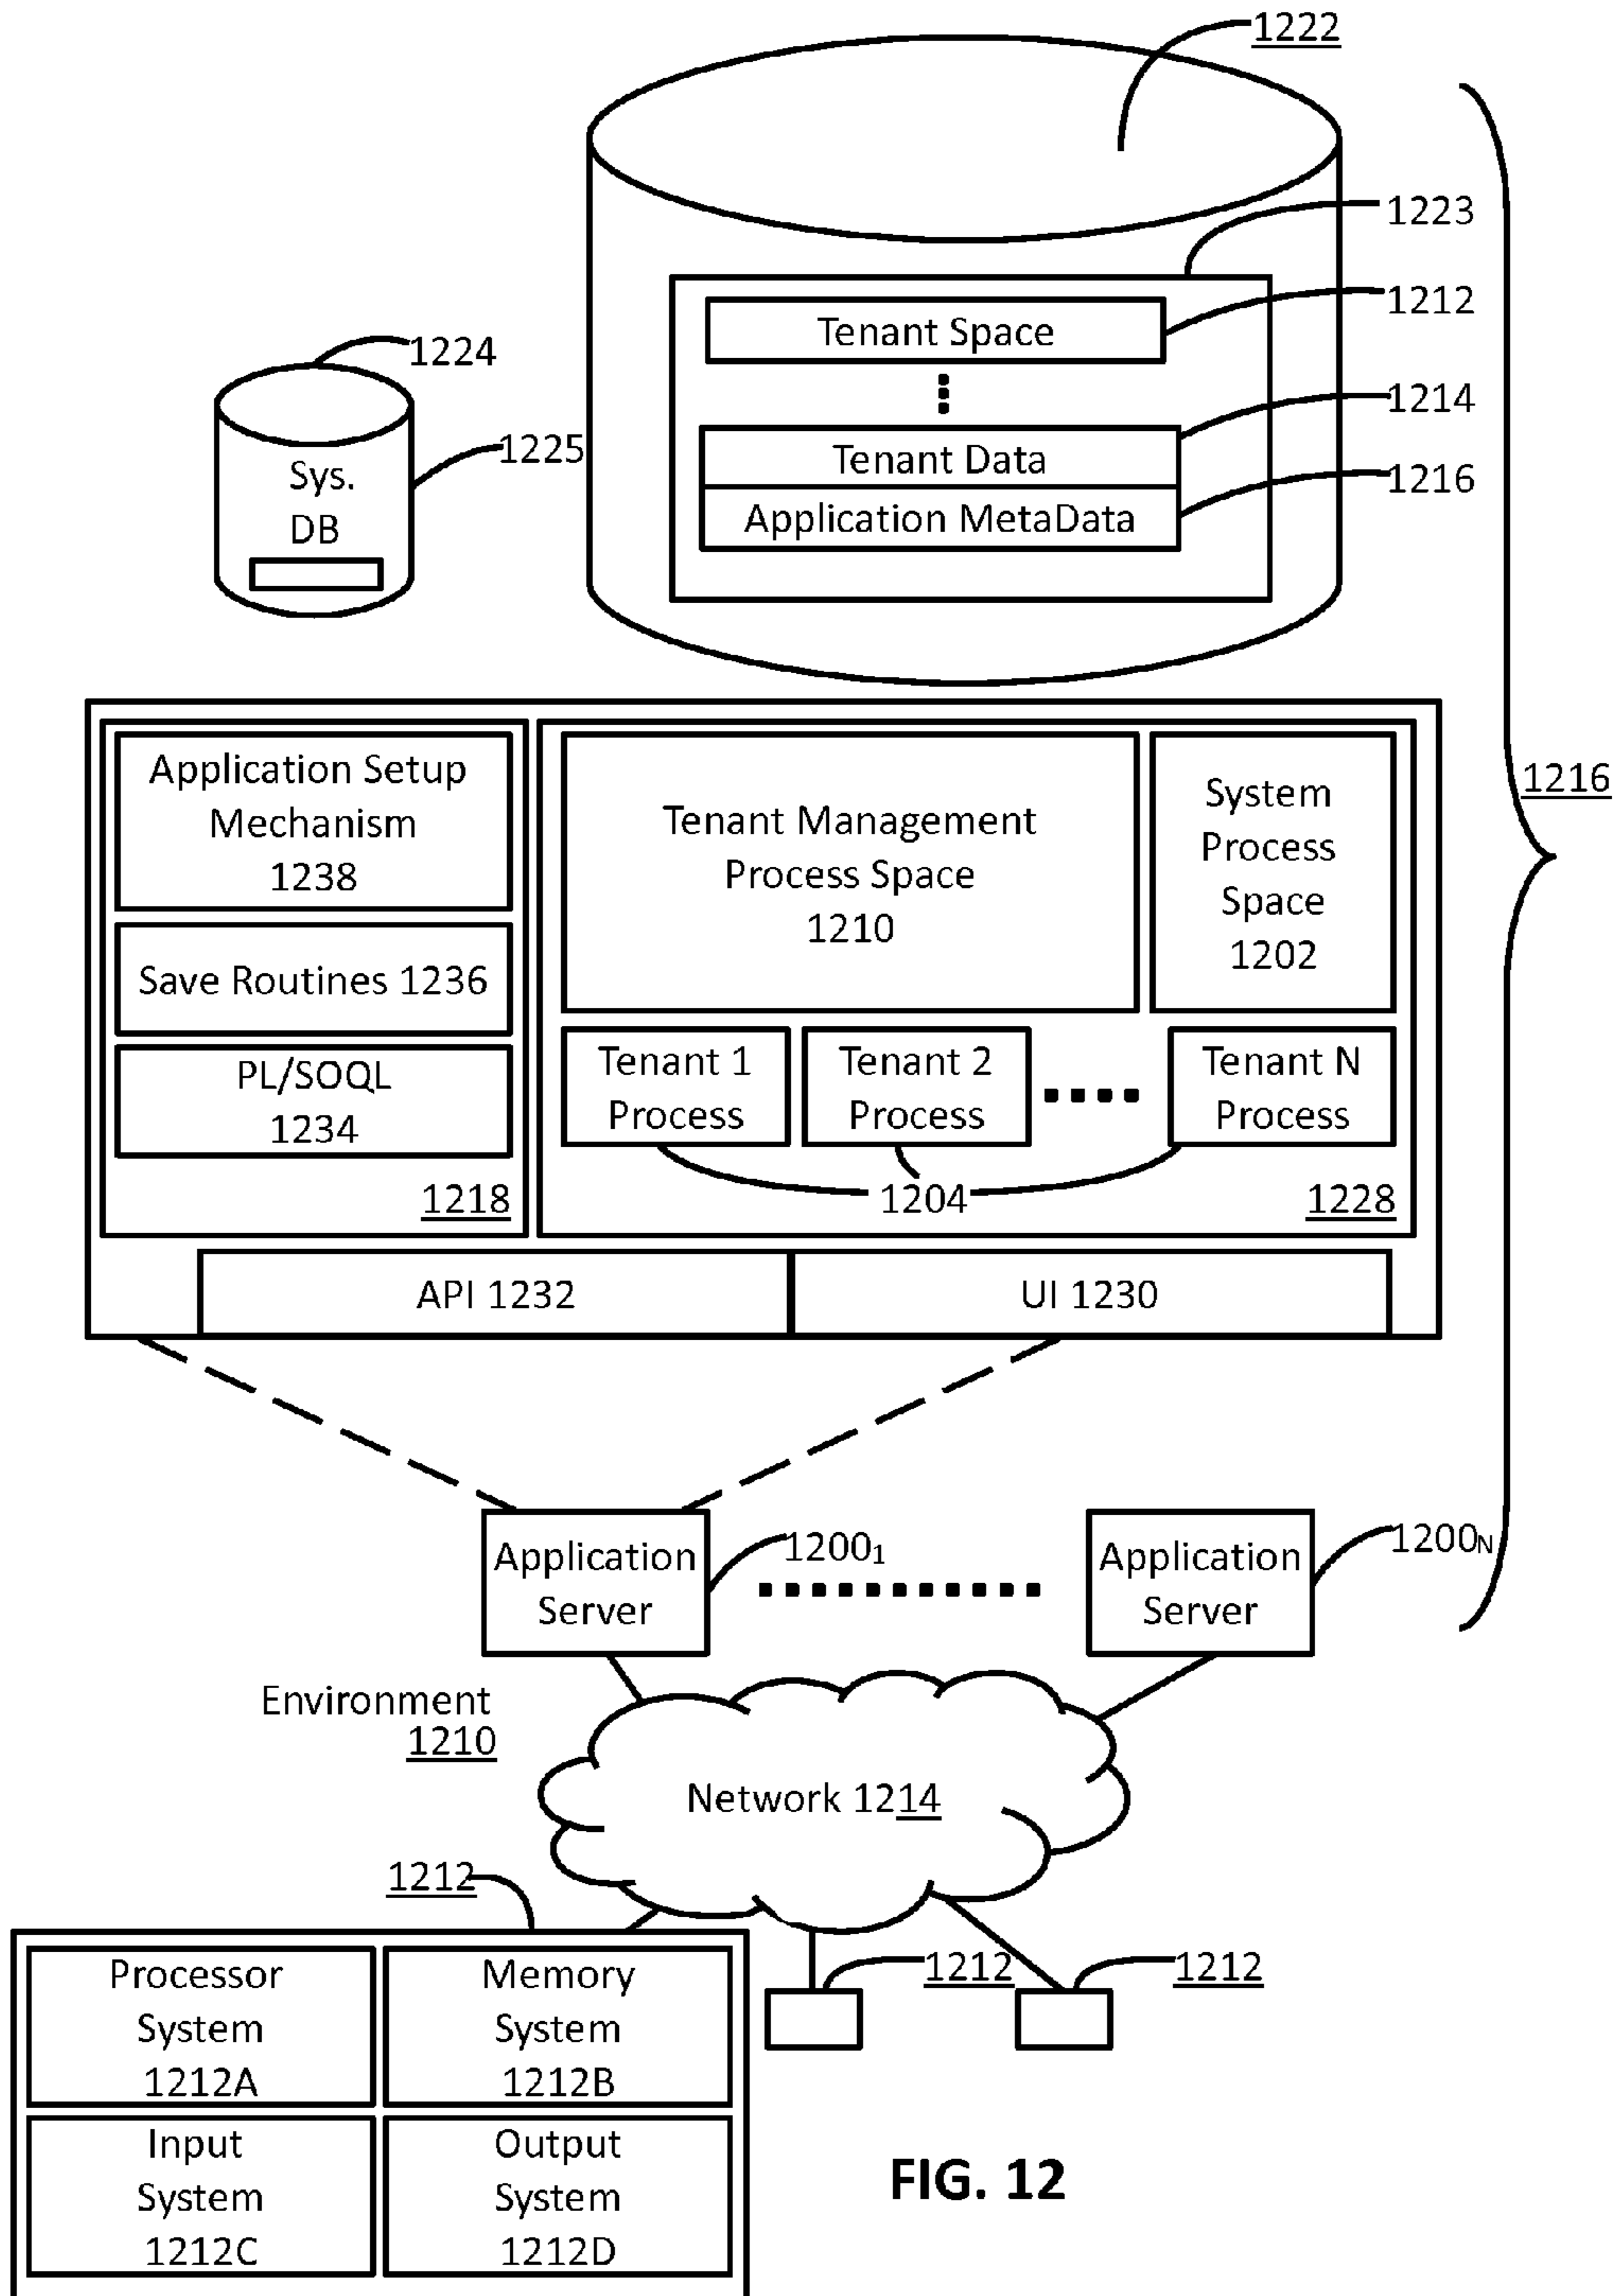 1222
1223
1212
Tenant Space
1224
1214
1225
Tenant Data
Sys.
DB
1216
Application MetaData
Application Setup
Mechanism
1238
Tenant Management
Process Space
1210
System
Process
Space
1202
1216
Save Routines 1236
PL/SOQL
1234
Tenant 1
Process
Tenant 2
Process
Tenant N
Process
1204
1218
1228
API 1232
UI 1230
Application
Server
1200₁
Application
Server
1200ₙ
Environment
1210
Network 1214
1212
1212
1212
Processor
System
1212A
Memory
System
1212B
Input
System
1212C
Output
System
1212D
FIG. 12